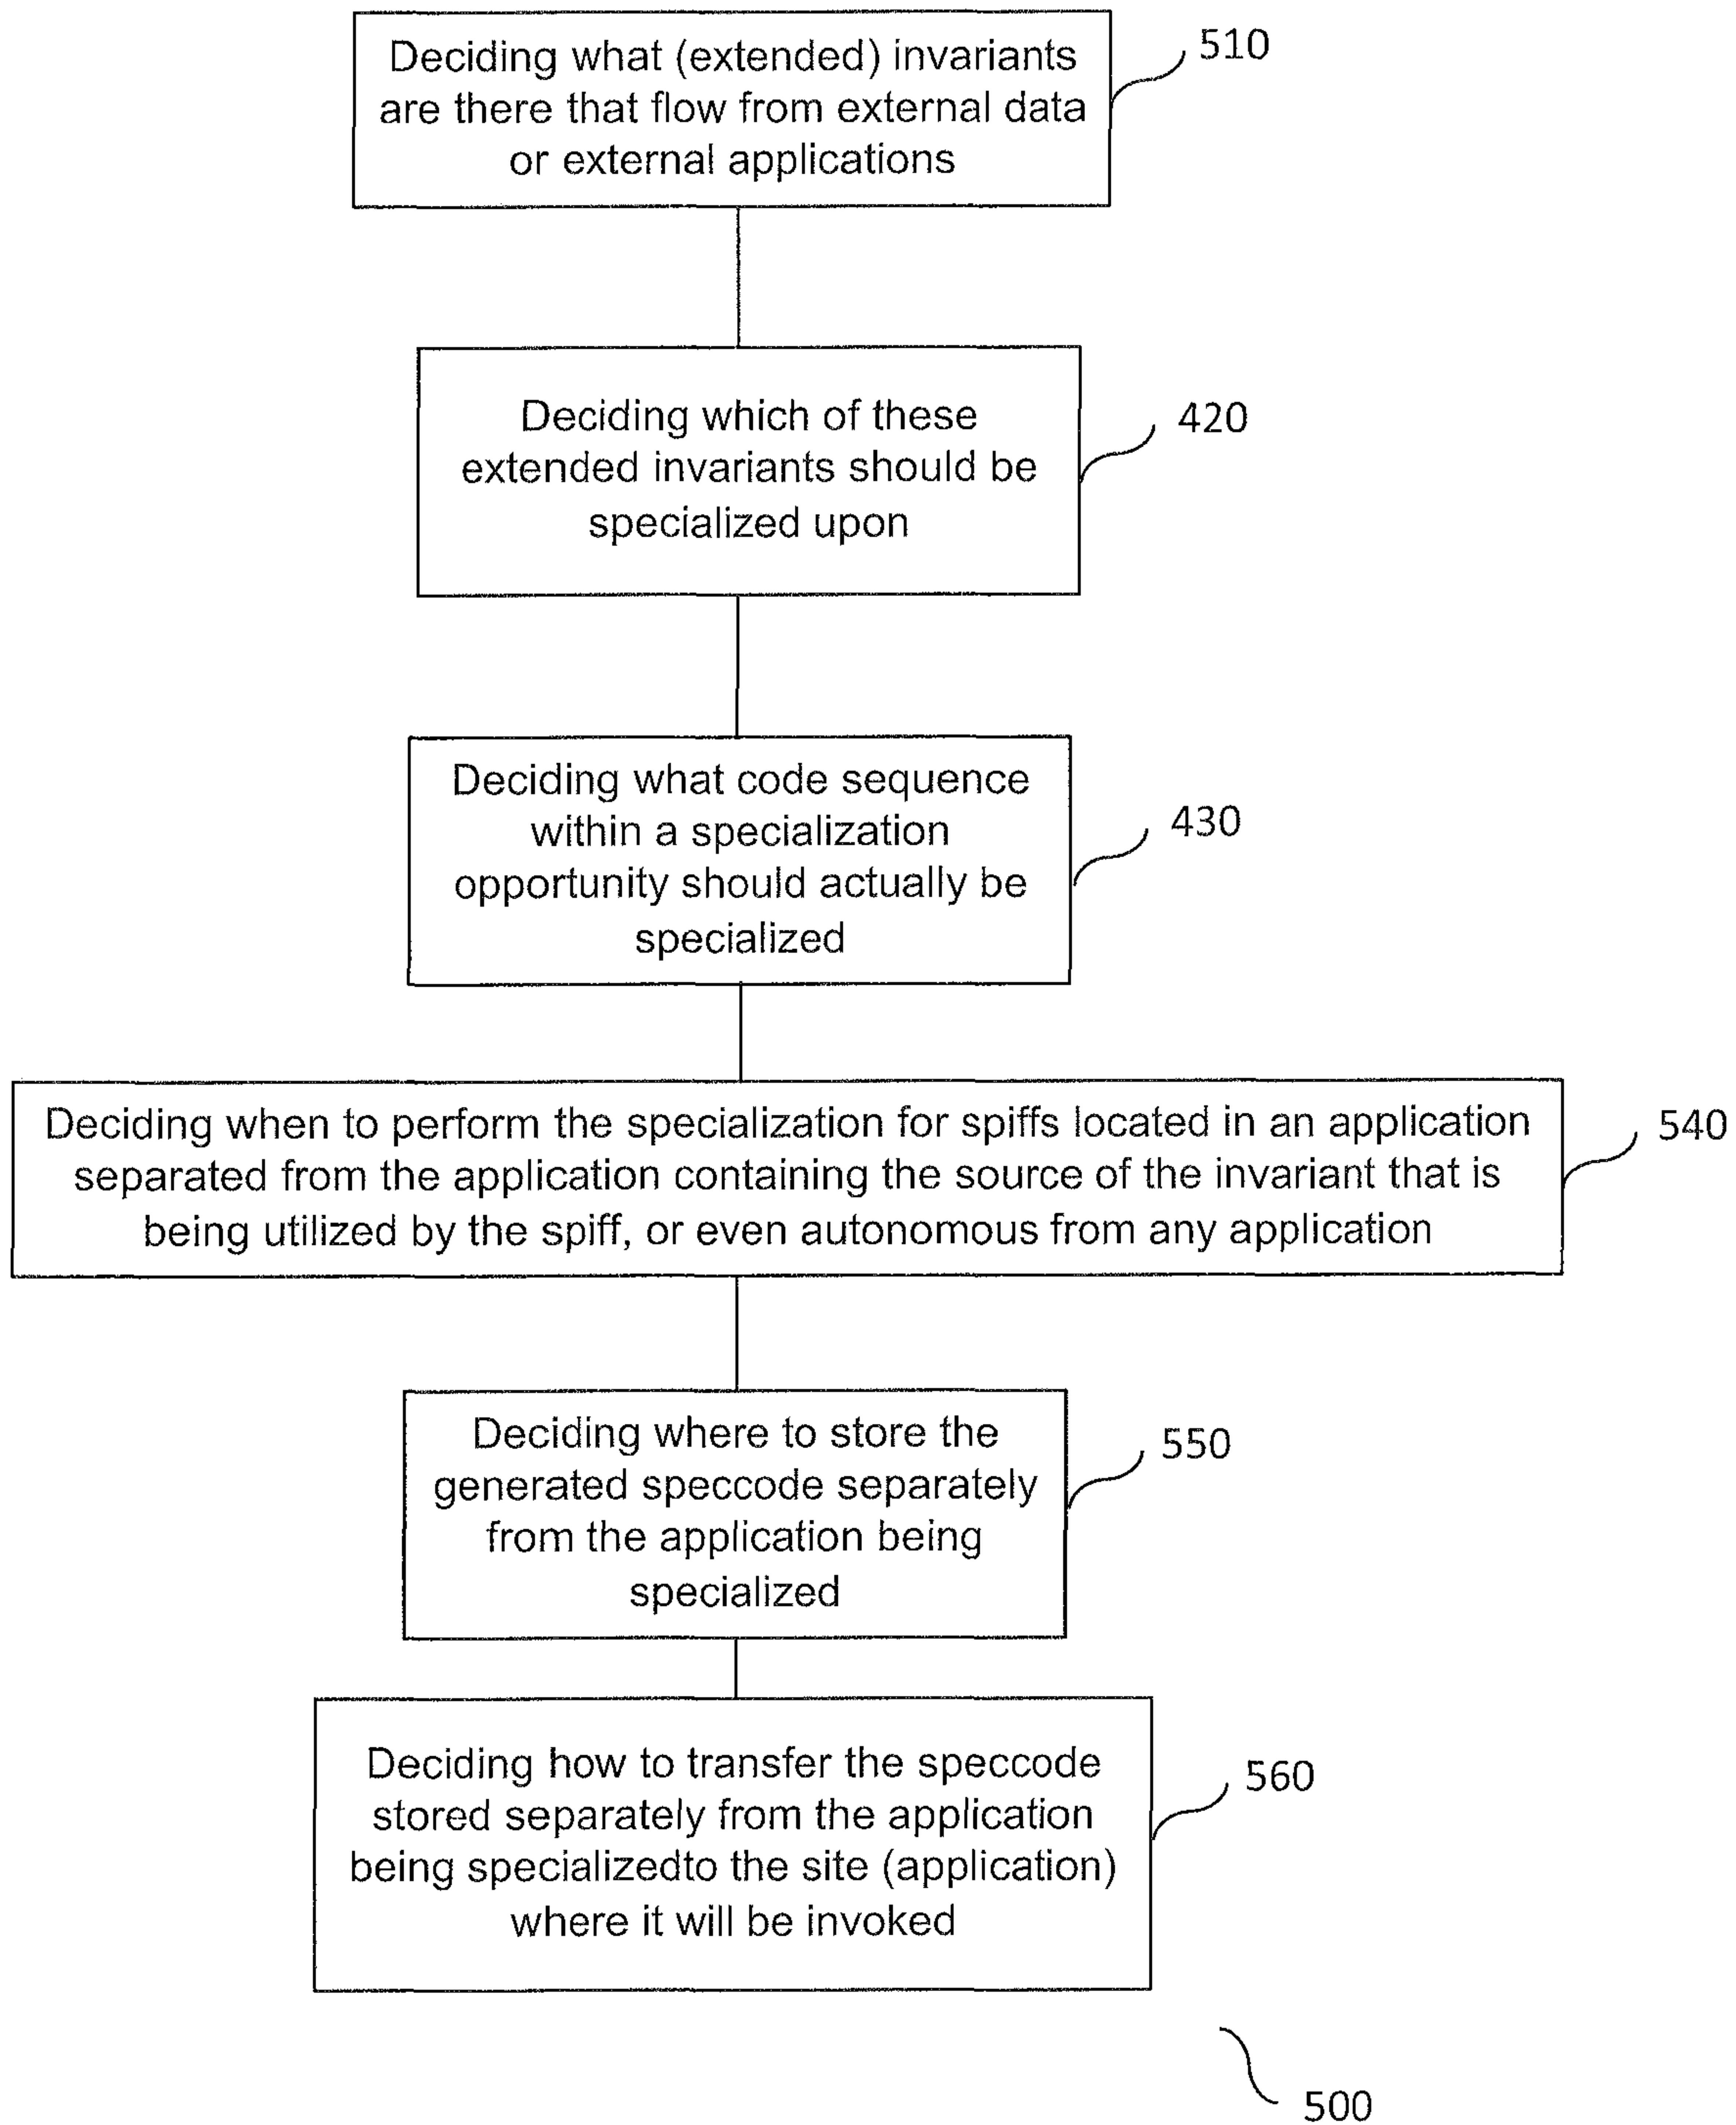 Deciding what (extended) invariants
are there that flow from external data
or external applications
510
Deciding which of these
extended invariants should be
specialized upon
420
Deciding what code sequence
within a specialization
opportunity should actually be
specialized
430
Deciding when to perform the specialization for spiffs located in an application
separated from the application containing the source of the invariant that is
being utilized by the spiff, or even autonomous from any application
540
Deciding where to store the
generated speccode separately
from the application being
specialized
550
Deciding how to transfer the speccode
stored separately from the application
being specializedto the site (application)
where it will be invoked
560
500